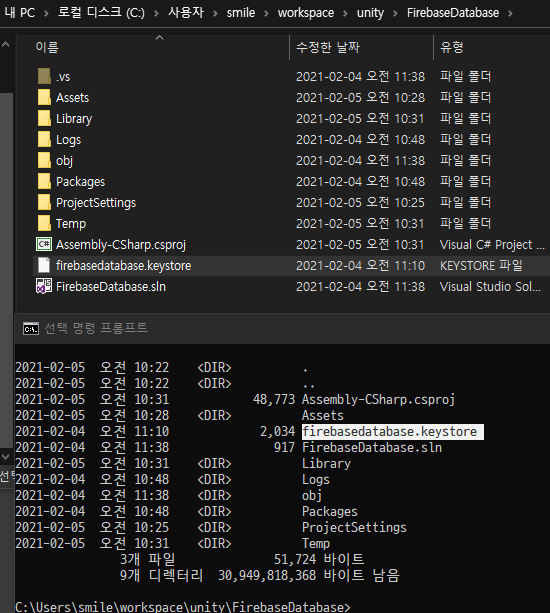 내 PC > 로컬 디스크 (C:) > 사용자 > smile > workspace > unity > FirebaseDatabase >
이름 수정한 날짜 유형
.vs 2021-02-04 오전 11:38 파일 폴더
Assets 2021-02-05 오전 10:28 파일 폴더
Library 2021-02-05 오전 10:31 파일 폴더
Logs 2021-02-04 오전 10:48 파일 폴더
obj 2021-02-04 오전 11:38 파일 폴더
Packages 2021-02-04 오전 10:48 파일 폴더
ProjectSettings 2021-02-05 오전 10:25 파일 폴더
Temp 2021-02-05 오전 10:31 파일 폴더
C# Assembly-CSharp.csproj 2021-02-05 오전 10:31 Visual C# Project ...
firebasedatabase.keystore 2021-02-04 오전 11:10 KEYSTORE 파일
FirebaseDatabase.sln 2021-02-04 오전 11:38 Visual Studio Sol...
C:\. 선택 명령 프롬프트
2021-02-05 오전 10:22 <DIR> .
2021-02-05 오전 10:22 <DIR> ..
2021-02-05 오전 10:31 48,773 Assembly-CSharp.csproj
2021-02-05 오전 10:28 <DIR> Assets
2021-02-04 오전 11:10 2,034 firebasedatabase.keystore
2021-02-04 오전 11:38 917 FirebaseDatabase.sln
2021-02-05 오전 10:31 <DIR> Library
2021-02-04 오전 10:48 <DIR> Logs
2021-02-04 오전 11:38 <DIR> obj
2021-02-04 오전 10:48 <DIR> Packages
2021-02-05 오전 10:25 <DIR> ProjectSettings
2021-02-05 오전 10:31 <DIR> Temp
3개 파일 51,724 바이트
9개 디렉터리 30,949,818,368 바이트 남음
C:\Users\smile\workspace\unity\FirebaseDatabase>
선택